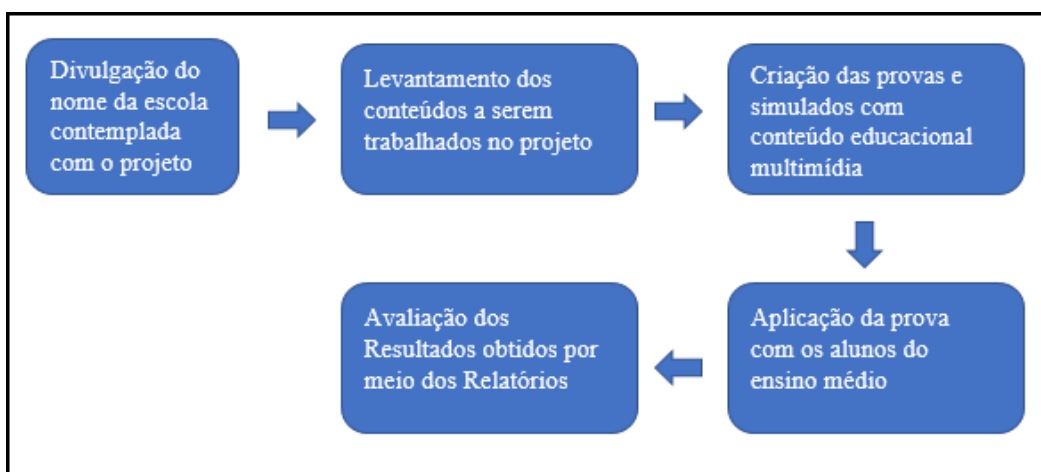 Divulgação do
nome da escola
contemplada
com o projeto
Levantamento dos
conteúdos a serem
trabalhados no projeto
Criação das provas e
simulados com
conteúdo educacional
multimídia
Aplicação da prova
com os alunos do
ensino médio
Avaliação dos
Resultados obtidos por
meio dos Relatórios